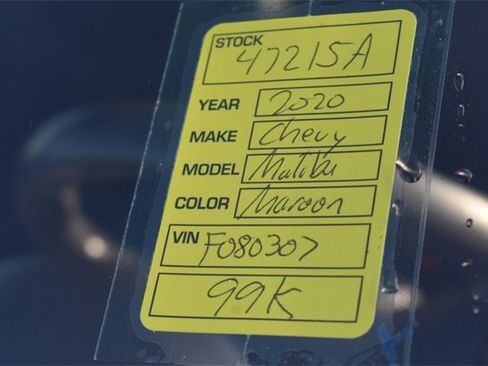 STOCK 47215A
YEAR 2020
MAKE Chevy
MODEL Malibu
COLOR Maroon
VIN F080307
99K